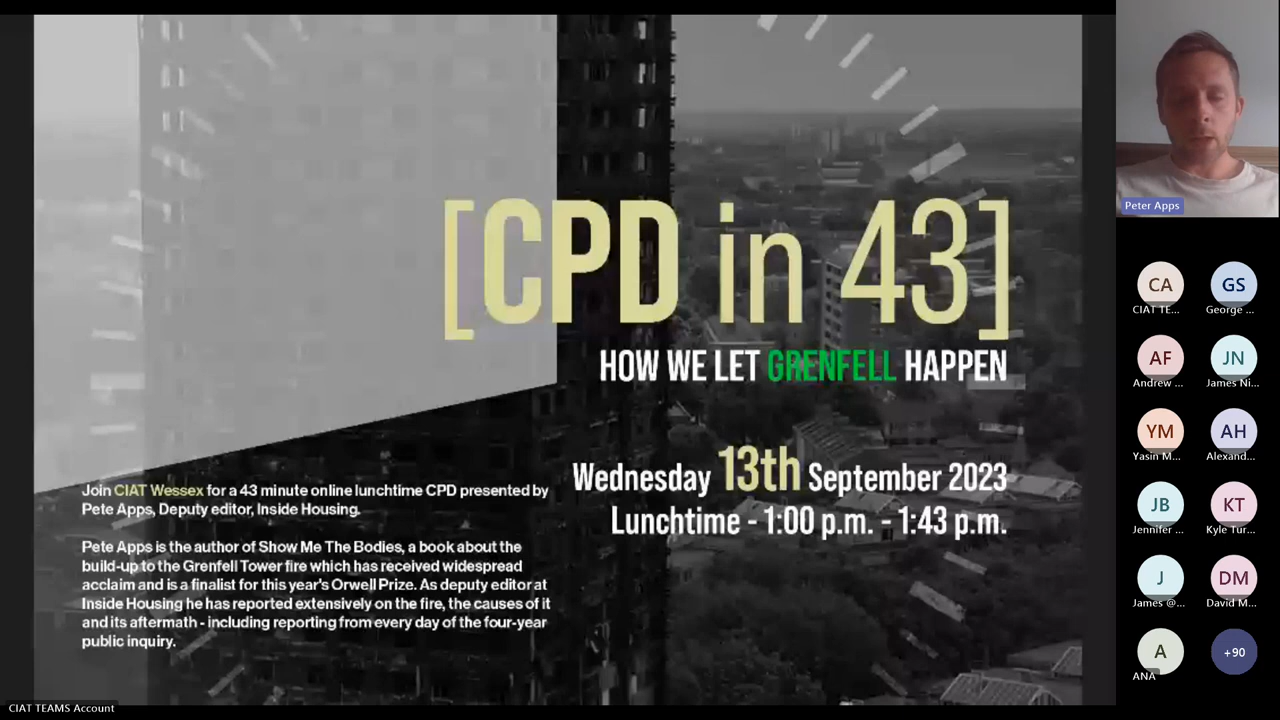 [CPD in 43]
HOW WE LET GRENFELL HAPPEN
Wednesday 13th September 2023
Lunchtime - 1:00 p.m. - 1:43 p.m.
Join CIAT Wessex for a 43 minute online lunchtime CPD presented by
Pete Apps, Deputy editor, Inside Housing.
Pete Apps is the author of Show Me The Bodies, a book about the
build-up to the Grenfell Tower fire which has received widespread
acclaim and is a finalist for this year's Orwell Prize. As deputy editor at
Inside Housing he has reported extensively on the fire, the causes of it
and its aftermath - including reporting from every day of the four-year
public inquiry.
CIAT TEAMS Account
Peter Apps
CA
CIAT TE...
GS
George ...
AF
Andrew ...
JN
James Ni...
YM
Yasin M...
AH
Alexand...
JB
Jennifer ...
KT
Kyle Tur...
J
James @...
DM
David M...
A
ANA
+90